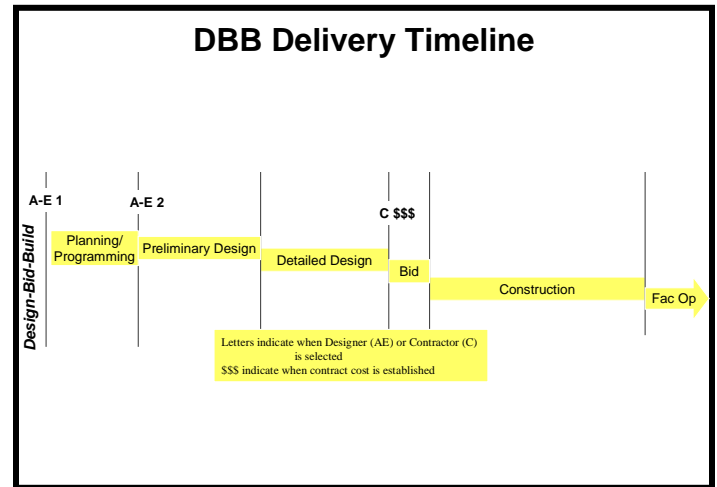 DBB Delivery Timeline
A-E 1
A-E 2
C $$$
Design-Bid-Build
Planning/
Programming
Preliminary Design
Detailed Design
Bid
Construction
Fac Op
Letters indicate when Designer (AE) or Contractor (C)
is selected
$$$ indicate when contract cost is established